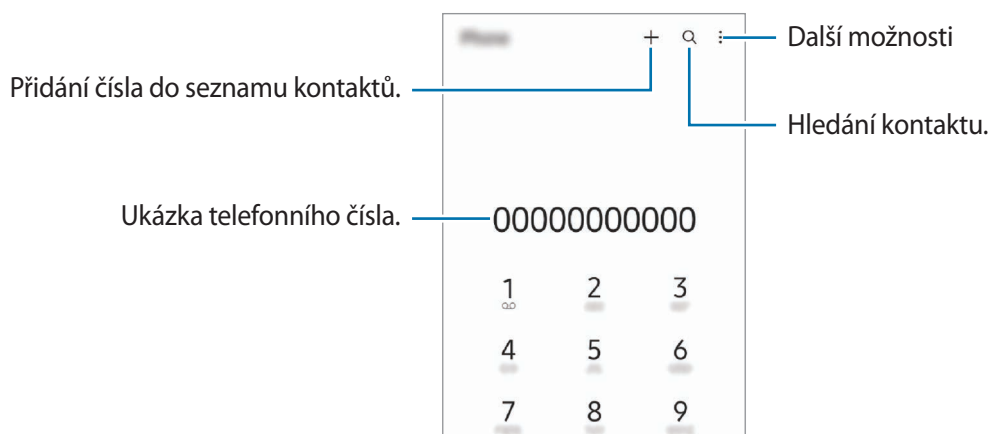 Další možnosti
Přidání čísla do seznamu kontaktů.
Hledání kontaktu.
Ukázka telefonního čísla.
00000000000
1 2 3
4 5 6
7 8 9